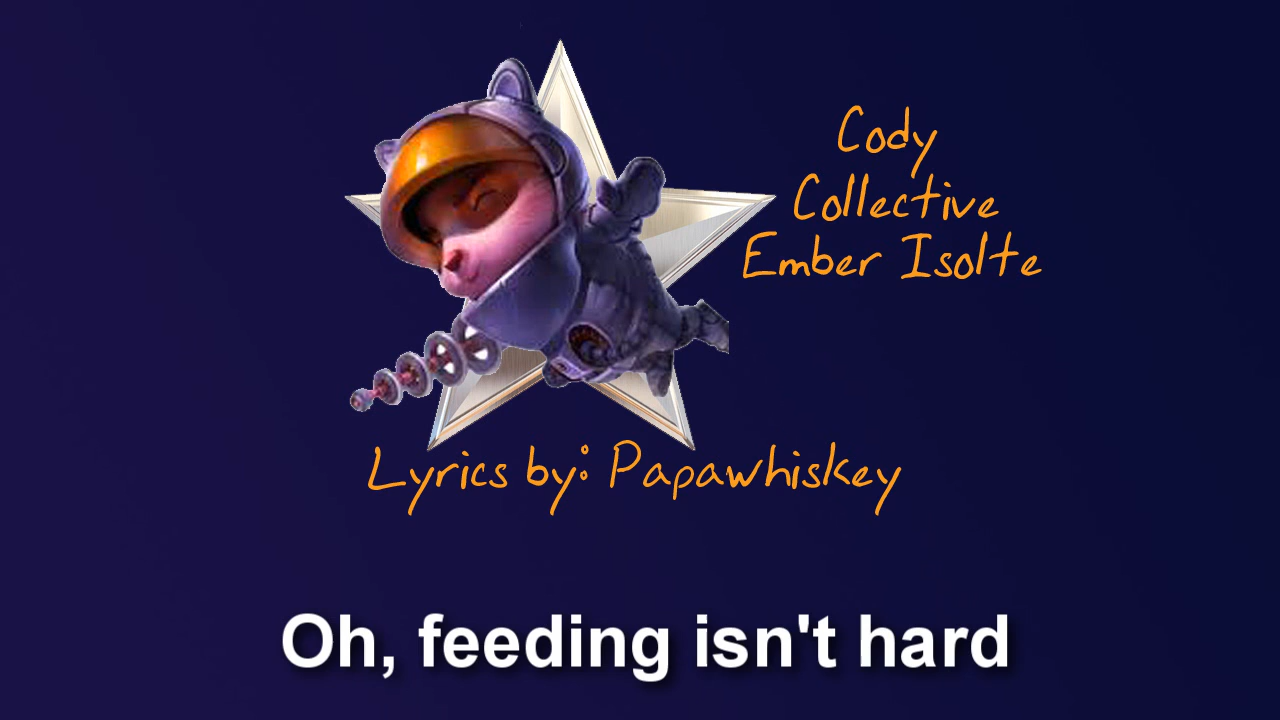 Cody
Collective
Ember Isolte
Lyrics by: Papawhiskey
Oh, feeding isn't hard